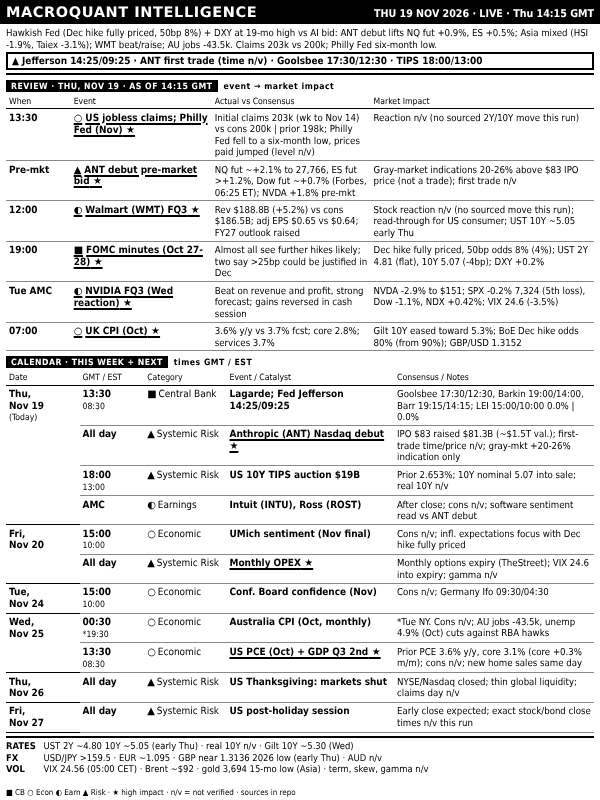 MACROQUANT INTELLIGENCE THU 19 NOV 2026 · LIVE · Thu 14:15 GMT
Hawkish Fed (Dec hike fully priced, 50bp 8%) + DXY at 19-mo high vs AI bid: ANT debut lifts NQ fut +0.9%, ES +0.5%; Asia mixed (HSI
-1.9%, Taiex -3.1%); WMT beat/raise; AU jobs -43.5k. Claims 203k vs 200k; Philly Fed six-month low.
▲ Jefferson 14:25/09:25 · ANT first trade (time n/v) · Goolsbee 17:30/12:30 · TIPS 18:00/13:00
REVIEW · THU, NOV 19 · AS OF 14:15 GMT event → market impact
When Event Actual vs Consensus Market Impact
13:30 ○ US jobless claims; Philly Initial claims 203k (wk to Nov 14) Reaction n/v (no sourced 2Y/10Y move this run)
Fed (Nov) ★ vs cons 200k | prior 198k; Philly
Fed fell to a six-month low, prices
paid jumped (level n/v)
Pre-mkt ▲ ANT debut pre-market NQ fut ~+2.1% to 27,766, ES fut Gray-market indications 20-26% above $83 IPO
bid ★ >+1.2%, Dow fut ~+0.7% (Forbes, price (not a trade); first trade n/v
06:25 ET); NVDA +1.8% pre-mkt
12:00 ◐ Walmart (WMT) FQ3 ★ Rev $188.8B (+5.2%) vs cons Stock reaction n/v (no sourced move this run);
$186.5B; adj EPS $0.65 vs $0.64; read-through for US consumer; UST 10Y ~5.05
FY27 outlook raised early Thu
19:00 ■ FOMC minutes (Oct 27- Almost all see further hikes likely; Dec hike fully priced, 50bp odds 8% (4%); UST 2Y
28) ★ two say >25bp could be justified in 4.81 (flat), 10Y 5.07 (-4bp); DXY +0.2%
Dec
Tue AMC ◐ NVIDIA FQ3 (Wed Beat on revenue and profit, strong NVDA -2.9% to $151; SPX -0.2% 7,324 (5th loss),
reaction) ★ forecast; gains reversed in cash Dow -1.1%, NDX +0.42%; VIX 24.6 (-3.5%)
session
07:00 ○ UK CPI (Oct) ★ 3.6% y/y vs 3.7% fcst; core 2.8%; Gilt 10Y eased toward 5.3%; BoE Dec hike odds
services 3.7% 80% (from 90%); GBP/USD 1.3152
CALENDAR · THIS WEEK + NEXT times GMT / EST
Date GMT / EST Category Event / Catalyst Consensus / Notes
Thu, 13:30 ■ Central Bank Lagarde; Fed Jefferson Goolsbee 17:30/12:30, Barkin 19:00/14:00,
Nov 19 08:30 14:25/09:25 Barr 19:15/14:15; LEI 15:00/10:00 0.0% |
(Today) 0.0%
All day ▲ Systemic Risk Anthropic (ANT) Nasdaq debut IPO $83 raised $81.3B (~$1.5T val.); first-
★ trade time/price n/v; gray-mkt +20-26%
indication only
18:00 ▲ Systemic Risk US 10Y TIPS auction $19B Prior 2.653%; 10Y nominal 5.07 into sale;
13:00 real 10Y n/v
AMC ◐ Earnings Intuit (INTU), Ross (ROST) After close; cons n/v; software sentiment
read vs ANT debut
Fri, 15:00 ○ Economic UMich sentiment (Nov final) Cons n/v; infl. expectations focus with Dec
Nov 20 10:00 hike fully priced
All day ▲ Systemic Risk Monthly OPEX ★ Monthly options expiry (TheStreet); VIX 24.6
into expiry; gamma n/v
Tue, 15:00 ○ Economic Conf. Board confidence (Nov) Cons n/v; Germany Ifo 09:30/04:30
Nov 24 10:00
Wed, 00:30 ○ Economic Australia CPI (Oct, monthly) *Tue NY. Cons n/v; AU jobs -43.5k, unemp
Nov 25 *19:30 4.9% (Oct) cuts against RBA hawks
13:30 ○ Economic US PCE (Oct) + GDP Q3 2nd ★ Prior PCE 3.6% y/y, core 3.1% (core +0.3%
08:30 m/m); cons n/v; new home sales same day
Thu, All day ▲ Systemic Risk US Thanksgiving: markets shut NYSE/Nasdaq closed; thin global liquidity;
Nov 26 claims day n/v
Fri, All day ▲ Systemic Risk US post-holiday session Early close expected; exact stock/bond close
Nov 27 times n/v this run
RATES UST 2Y ~4.80 10Y ~5.05 (early Thu) · real 10Y n/v · Gilt 10Y ~5.30 (Wed)
FX USD/JPY >159.5 · EUR ~1.095 · GBP near 1.3136 2026 low (early Thu) · AUD n/v
VOL VIX 24.56 (05:00 CET) · Brent ~$92 · gold 3,694 15-mo low (Asia) · term, skew, gamma n/v
■ CB ○ Econ ◐ Earn ▲ Risk · ★ high impact · n/v = not verified · sources in repo